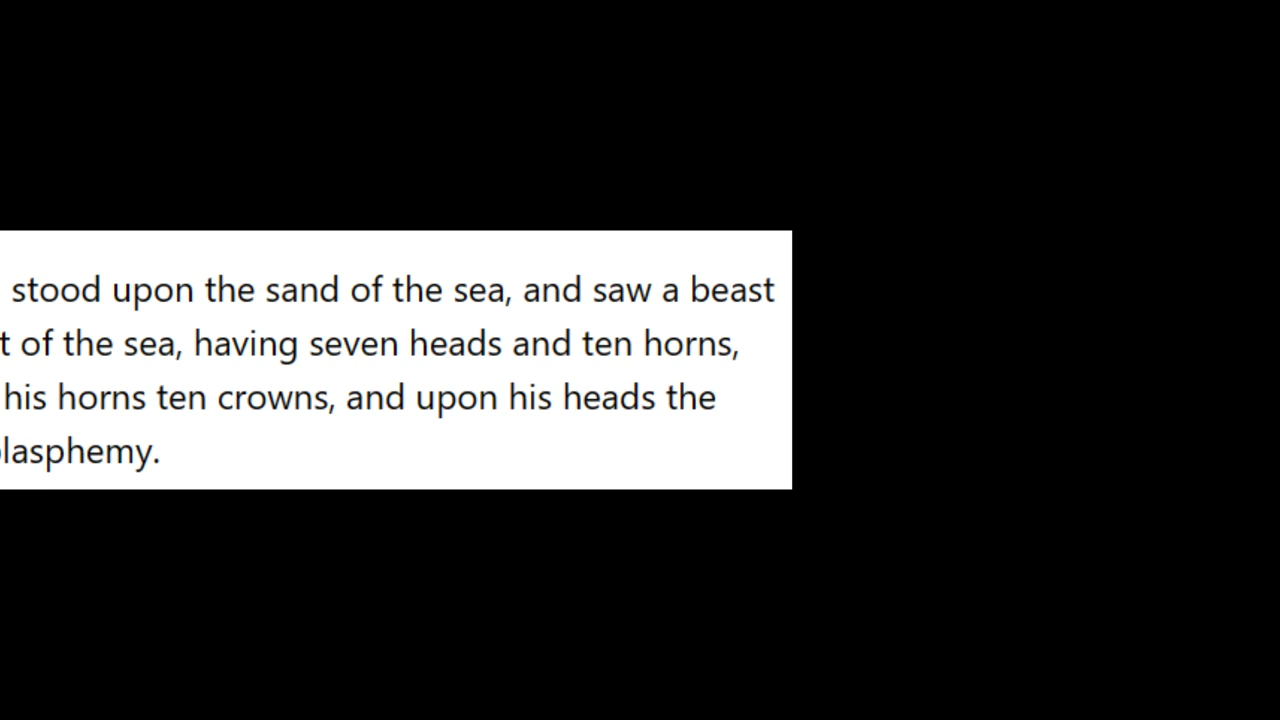 stood upon the sand of the sea, and saw a beast
of the sea, having seven heads and ten horns,
his horns ten crowns, and upon his heads the
lasphemy.